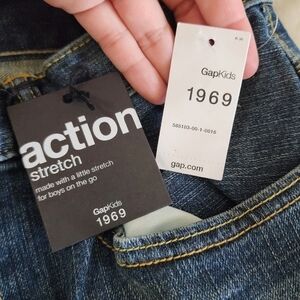 action
stretch
made with a little stretch
for boys on the go
GapKids
1969
GapKids
1969
gap.com